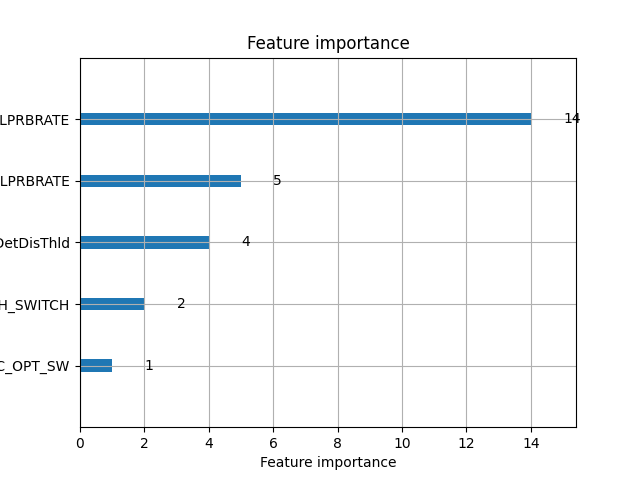 Feature importance
LPRBRATE
14
LPRBRATE
5
DetDisThld
4
H_SWITCH
2
C_OPT_SW
1
0 2 4 6 8 10 12 14
Feature importance